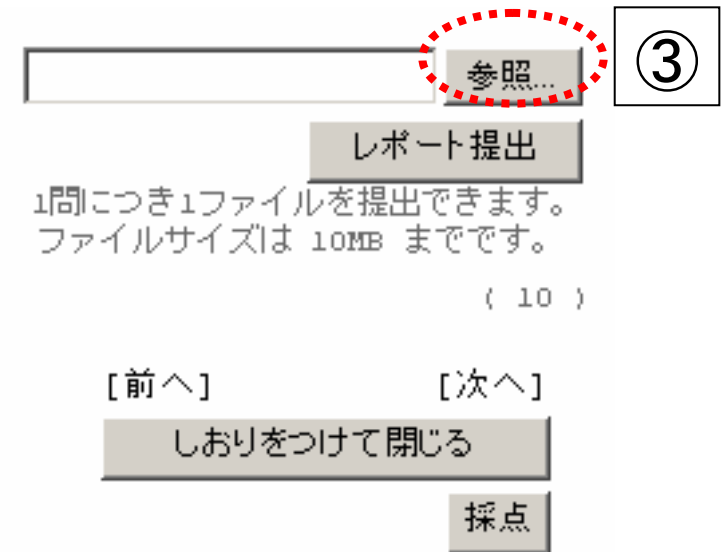 参照... ③
レポート提出
1問につき1ファイルを提出できます。
ファイルサイズは 10MB までです。
( 10 )
[前へ] [次へ]
しおりをつけて閉じる
採点